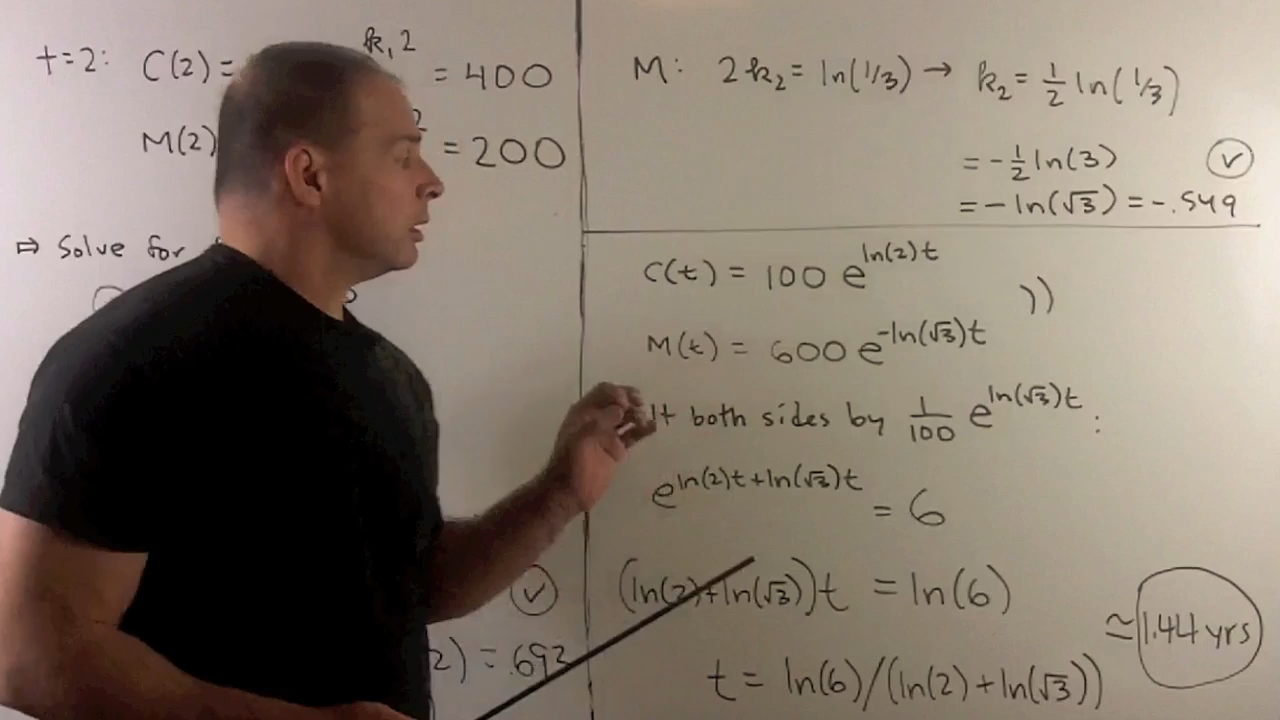 t=2: C(2) = k₁2 = 400
M(2) 2 = 200
⇒ Solve for
2) = .693
M: 2k₂ = ln(1/3) → k₂ = ½ ln(1/3)
= -½ ln(3) ✓
= -ln(√3) = -.549
C(t) = 100 e^{ln(2)t}
M(t) = 600 e^{-ln(√3)t}
lt both sides by 1/100 e^{ln(√3)t} :
e^{ln(2)t+ln(√3)t} = 6
(ln(2)+ln(√3))t = ln(6)
t = ln(6)/(ln(2)+ln(√3)) ≃ 1.44 yrs